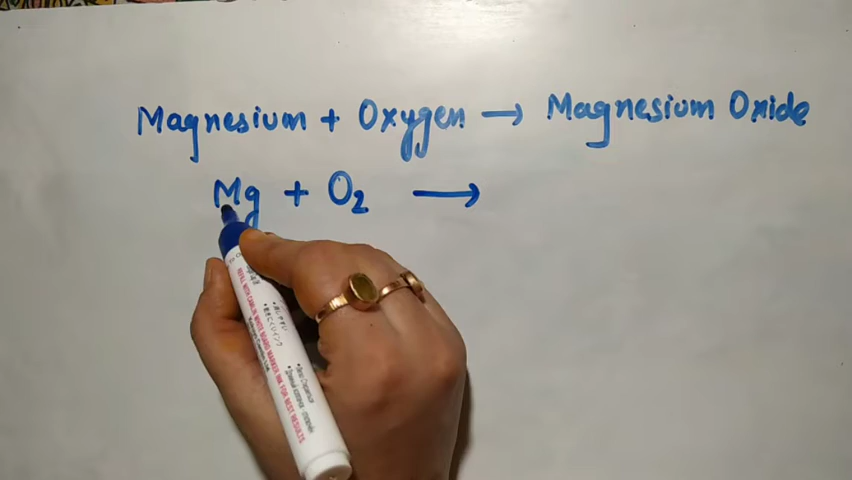 Magnesium + Oxygen → Magnesium Oxide
Mg + O₂ →